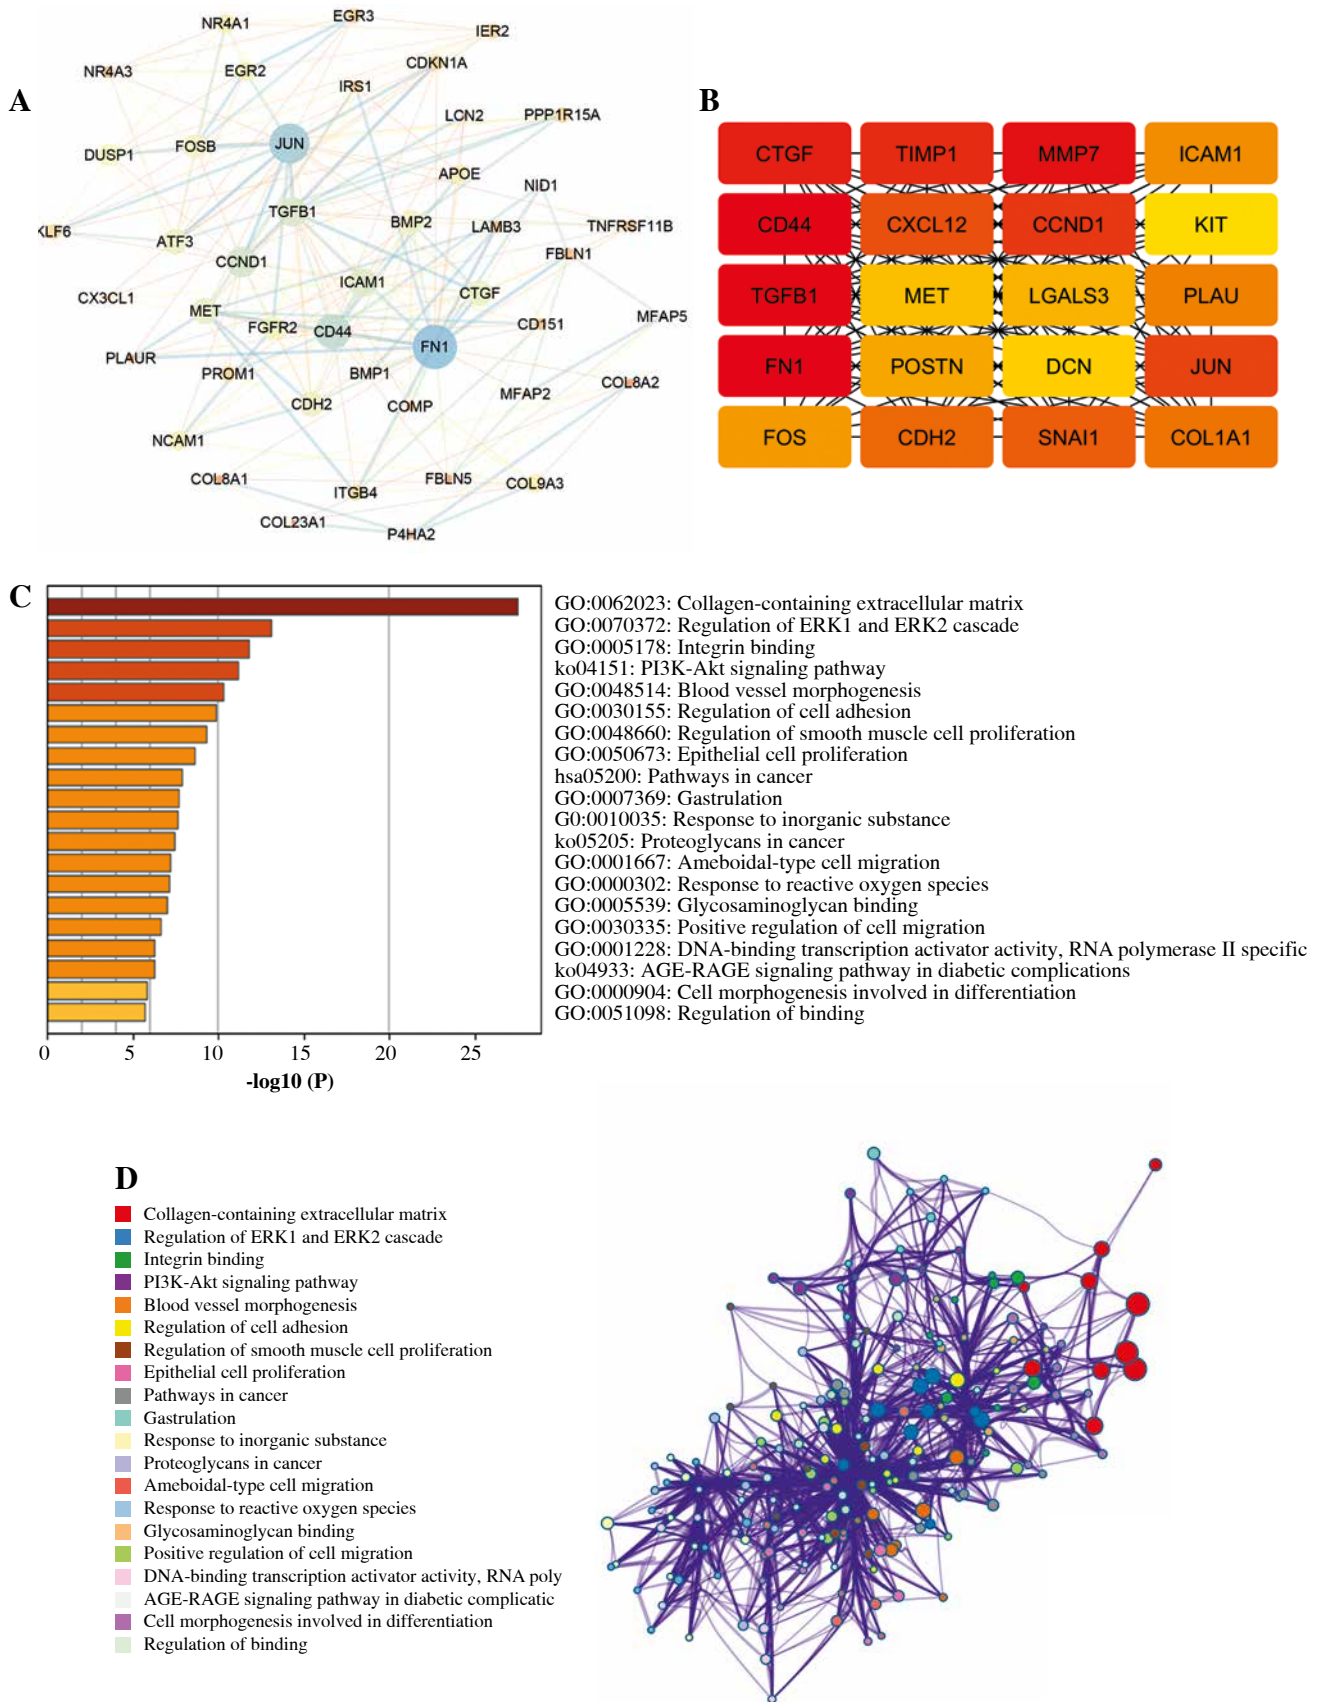 A
NR4A1
EGR3
IER2
NR4A3
EGR2
CDKN1A
IRS1
LCN2
PPP1R15A
DUSP1
FOSB
JUN
APOE
NID1
TGFB1
BMP2
LAMB3
TNFRSF11B
KLF6
ATF3
CCND1
FBLN1
ICAM1
CTGF
CX3CL1
MET
FGFR2
CD44
CD151
MFAP5
FN1
PLAUR
PROM1
BMP1
COL8A2
CDH2
COMP
MFAP2
NCAM1
COL8A1
ITGB4
FBLN5
COL9A3
COL23A1
P4HA2
B
CTGF TIMP1 MMP7 ICAM1
CD44 CXCL12 CCND1 KIT
TGFB1 MET LGALS3 PLAU
FN1 POSTN DCN JUN
FOS CDH2 SNAI1 COL1A1
C
GO:0062023: Collagen-containing extracellular matrix
GO:0070372: Regulation of ERK1 and ERK2 cascade
GO:0005178: Integrin binding
ko04151: PI3K-Akt signaling pathway
GO:0048514: Blood vessel morphogenesis
GO:0030155: Regulation of cell adhesion
GO:0048660: Regulation of smooth muscle cell proliferation
GO:0050673: Epithelial cell proliferation
hsa05200: Pathways in cancer
GO:0007369: Gastrulation
G0:0010035: Response to inorganic substance
ko05205: Proteoglycans in cancer
GO:0001667: Ameboidal-type cell migration
GO:0000302: Response to reactive oxygen species
GO:0005539: Glycosaminoglycan binding
GO:0030335: Positive regulation of cell migration
GO:0001228: DNA-binding transcription activator activity, RNA polymerase II specific
ko04933: AGE-RAGE signaling pathway in diabetic complications
GO:0000904: Cell morphogenesis involved in differentiation
GO:0051098: Regulation of binding
0 5 10 15 20 25
-log10 (P)
D
Collagen-containing extracellular matrix
Regulation of ERK1 and ERK2 cascade
Integrin binding
PI3K-Akt signaling pathway
Blood vessel morphogenesis
Regulation of cell adhesion
Regulation of smooth muscle cell proliferation
Epithelial cell proliferation
Pathways in cancer
Gastrulation
Response to inorganic substance
Proteoglycans in cancer
Ameboidal-type cell migration
Response to reactive oxygen species
Glycosaminoglycan binding
Positive regulation of cell migration
DNA-binding transcription activator activity, RNA poly
AGE-RAGE signaling pathway in diabetic complicatic
Cell morphogenesis involved in differentiation
Regulation of binding